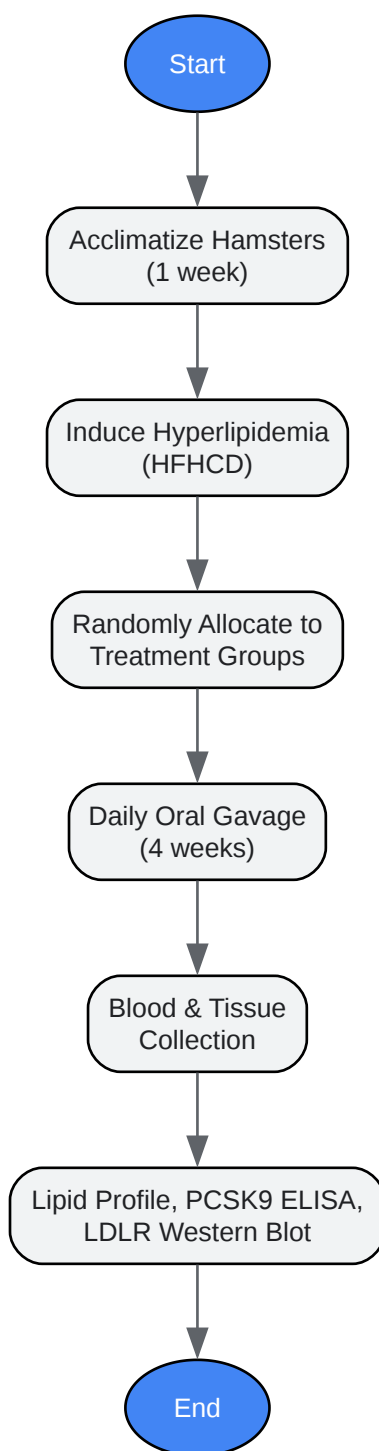 Start
Acclimatize Hamsters
(1 week)
Induce Hyperlipidemia
(HFHCD)
Randomly Allocate to
Treatment Groups
Daily Oral Gavage
(4 weeks)
Blood & Tissue
Collection
Lipid Profile, PCSK9 ELISA,
LDLR Western Blot
End